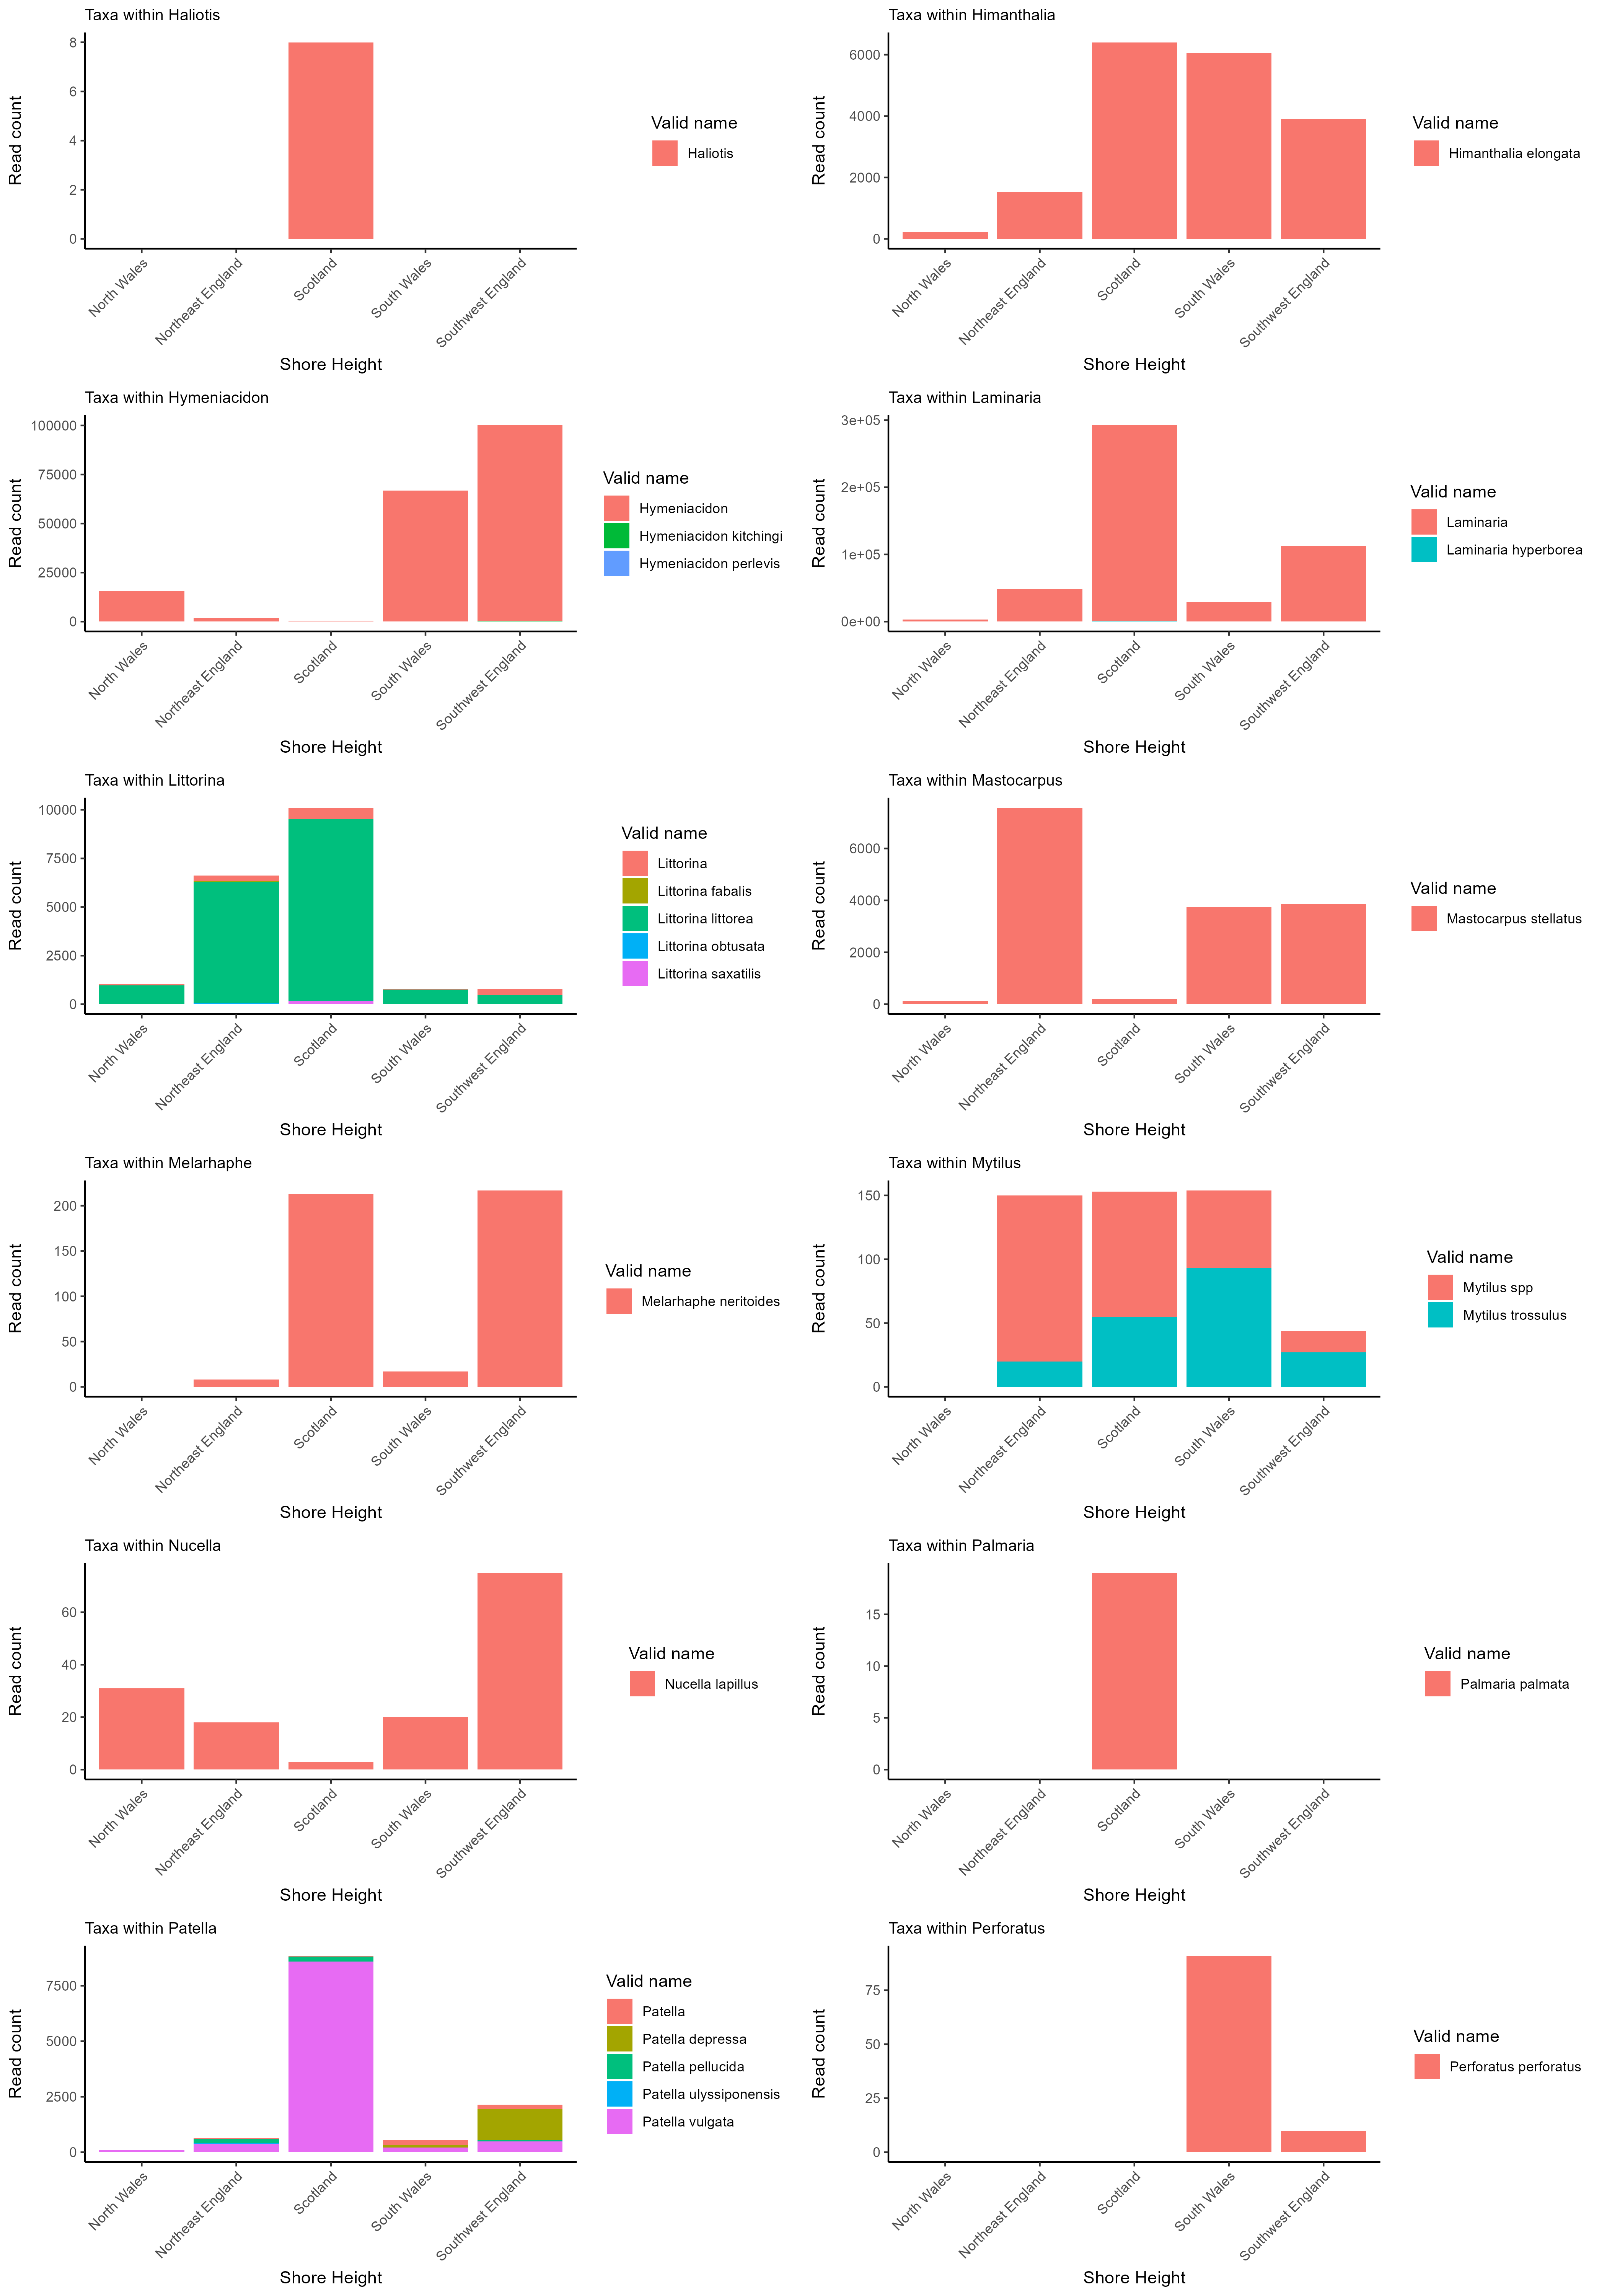 Taxa within Haliotis
Read count
8
6
4
2
0
North Wales
Northeast England
Scotland
South Wales
Southwest England
Shore Height
Valid name
Haliotis
Taxa within Himanthalia
Read count
6000
4000
2000
0
North Wales
Northeast England
Scotland
South Wales
Southwest England
Shore Height
Valid name
Himanthalia elongata
Taxa within Hymeniacidon
Read count
100000
75000
50000
25000
0
North Wales
Northeast England
Scotland
South Wales
Southwest England
Shore Height
Valid name
Hymeniacidon
Hymeniacidon kitchingi
Hymeniacidon perlevis
Taxa within Laminaria
Read count
3e+05
2e+05
1e+05
0e+00
North Wales
Northeast England
Scotland
South Wales
Southwest England
Shore Height
Valid name
Laminaria
Laminaria hyperborea
Taxa within Littorina
Read count
10000
7500
5000
2500
0
North Wales
Northeast England
Scotland
South Wales
Southwest England
Shore Height
Valid name
Littorina
Littorina fabalis
Littorina littorea
Littorina obtusata
Littorina saxatilis
Taxa within Mastocarpus
Read count
6000
4000
2000
0
North Wales
Northeast England
Scotland
South Wales
Southwest England
Shore Height
Valid name
Mastocarpus stellatus
Taxa within Melarhaphe
Read count
200
150
100
50
0
North Wales
Northeast England
Scotland
South Wales
Southwest England
Shore Height
Valid name
Melarhaphe neritoides
Taxa within Mytilus
Read count
150
100
50
0
North Wales
Northeast England
Scotland
South Wales
Southwest England
Shore Height
Valid name
Mytilus spp
Mytilus trossulus
Taxa within Nucella
Read count
60
40
20
0
North Wales
Northeast England
Scotland
South Wales
Southwest England
Shore Height
Valid name
Nucella lapillus
Taxa within Palmaria
Read count
15
10
5
0
North Wales
Northeast England
Scotland
South Wales
Southwest England
Shore Height
Valid name
Palmaria palmata
Taxa within Patella
Read count
7500
5000
2500
0
North Wales
Northeast England
Scotland
South Wales
Southwest England
Shore Height
Valid name
Patella
Patella depressa
Patella pellucida
Patella ulyssiponensis
Patella vulgata
Taxa within Perforatus
Read count
75
50
25
0
North Wales
Northeast England
Scotland
South Wales
Southwest England
Shore Height
Valid name
Perforatus perforatus